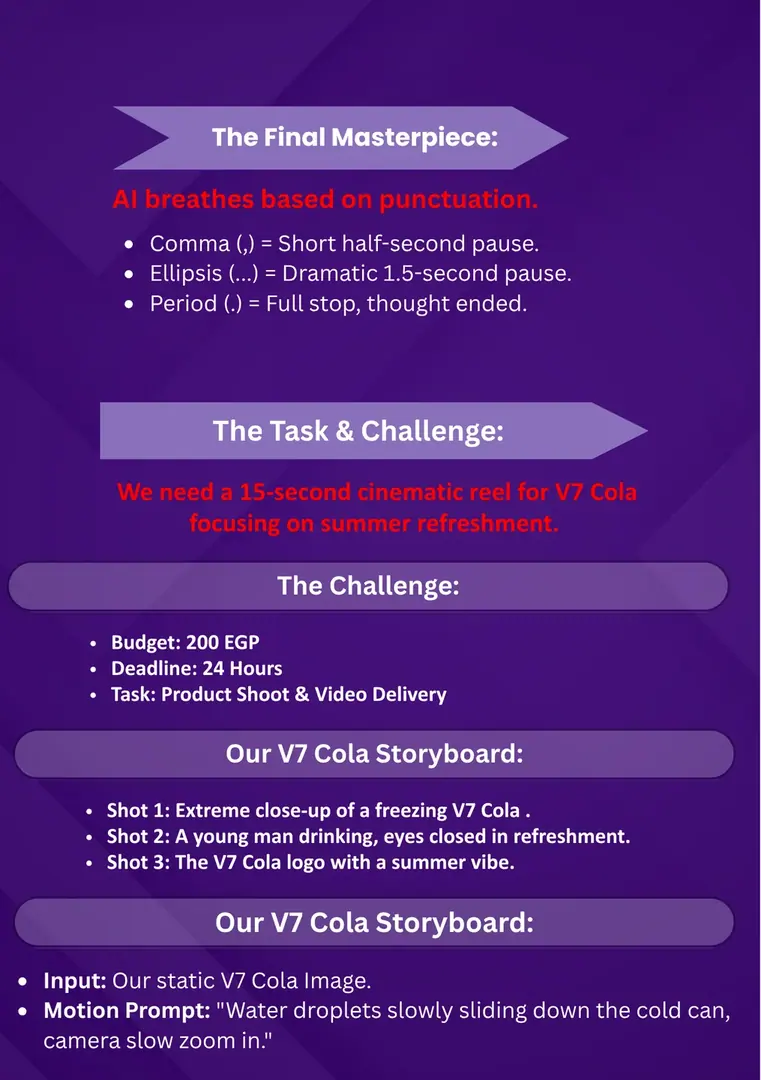 The Final Masterpiece:
AI breathes based on punctuation.
• Comma (,) = Short half-second pause.
• Ellipsis (...) = Dramatic 1.5-second pause.
• Period (.) = Full stop, thought ended.
The Task & Challenge:
We need a 15-second cinematic reel for V7 Cola
focusing on summer refreshment.
The Challenge:
• Budget: 200 EGP
• Deadline: 24 Hours
• Task: Product Shoot & Video Delivery
Our V7 Cola Storyboard:
• Shot 1: Extreme close-up of a freezing V7 Cola .
• Shot 2: A young man drinking, eyes closed in refreshment.
• Shot 3: The V7 Cola logo with a summer vibe.
Our V7 Cola Storyboard:
• Input: Our static V7 Cola Image.
• Motion Prompt: "Water droplets slowly sliding down the cold can,
camera slow zoom in."